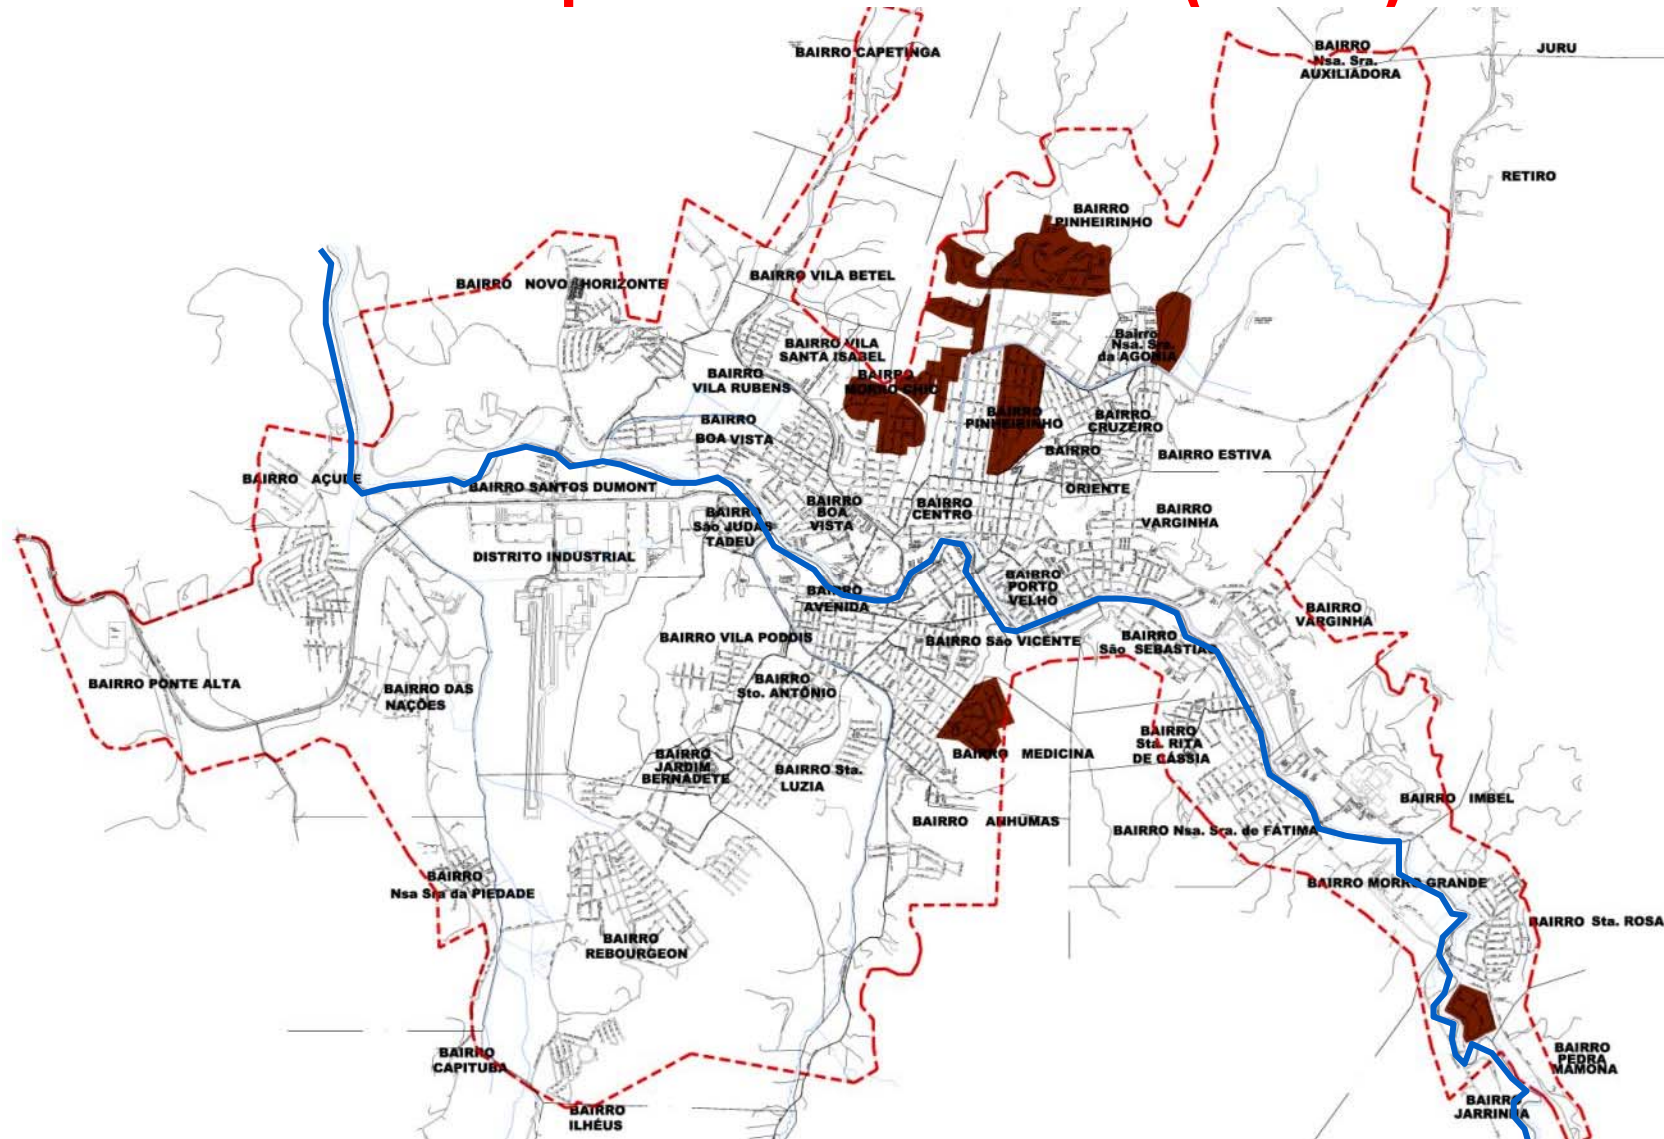 BAIRRO CAPETINGA
BAIRRO
Nsa. Sra.
AUXILIADORA
JURU
RETIRO
BAIRRO
PINHEIRINHO
BAIRRO NOVO HORIZONTE
BAIRRO VILA BETEL
BAIRRO VILA
SANTA ISABEL
Bairro
Nsa. Sra.
da AGONIA
BAIRRO
VILA RUBENS
BAIRRO
MORRO CHIC
BAIRRO
PINHEIRINHO
BAIRRO
CRUZEIRO
BAIRRO
BOA VISTA
BAIRRO
ORIENTE
BAIRRO ESTIVA
BAIRRO AÇUDE
BAIRRO SANTOS DUMONT
BAIRRO
São JUDAS
TADEU
BAIRRO
BOA
VISTA
BAIRRO
CENTRO
BAIRRO
VARGINHA
DISTRITO INDUSTRIAL
BAIRRO
AVENIDA
BAIRRO
PORTO
VELHO
BAIRRO
VARGINHA
BAIRRO VILA PODDIS
BAIRRO São VICENTE
BAIRRO
São SEBASTIÃO
BAIRRO PONTE ALTA
BAIRRO DAS
NAÇÕES
BAIRRO
Sto. ANTÔNIO
BAIRRO
Sta. RITA
DE CÁSSIA
BAIRRO
JARDIM
BERNADETE
BAIRRO Sta.
LUZIA
BAIRRO MEDICINA
BAIRRO IMBEL
BAIRRO ANHUMAS
BAIRRO Nsa. Sra. de FÁTIMA
BAIRRO
Nsa Sra da PIEDADE
BAIRRO MORRO GRANDE
BAIRRO Sta. ROSA
BAIRRO
REBOURGEON
BAIRRO
CAPITUBA
BAIRRO
PEDRA
MAMONA
BAIRRO
ILHÉUS
BAIRRO
JARRINHA